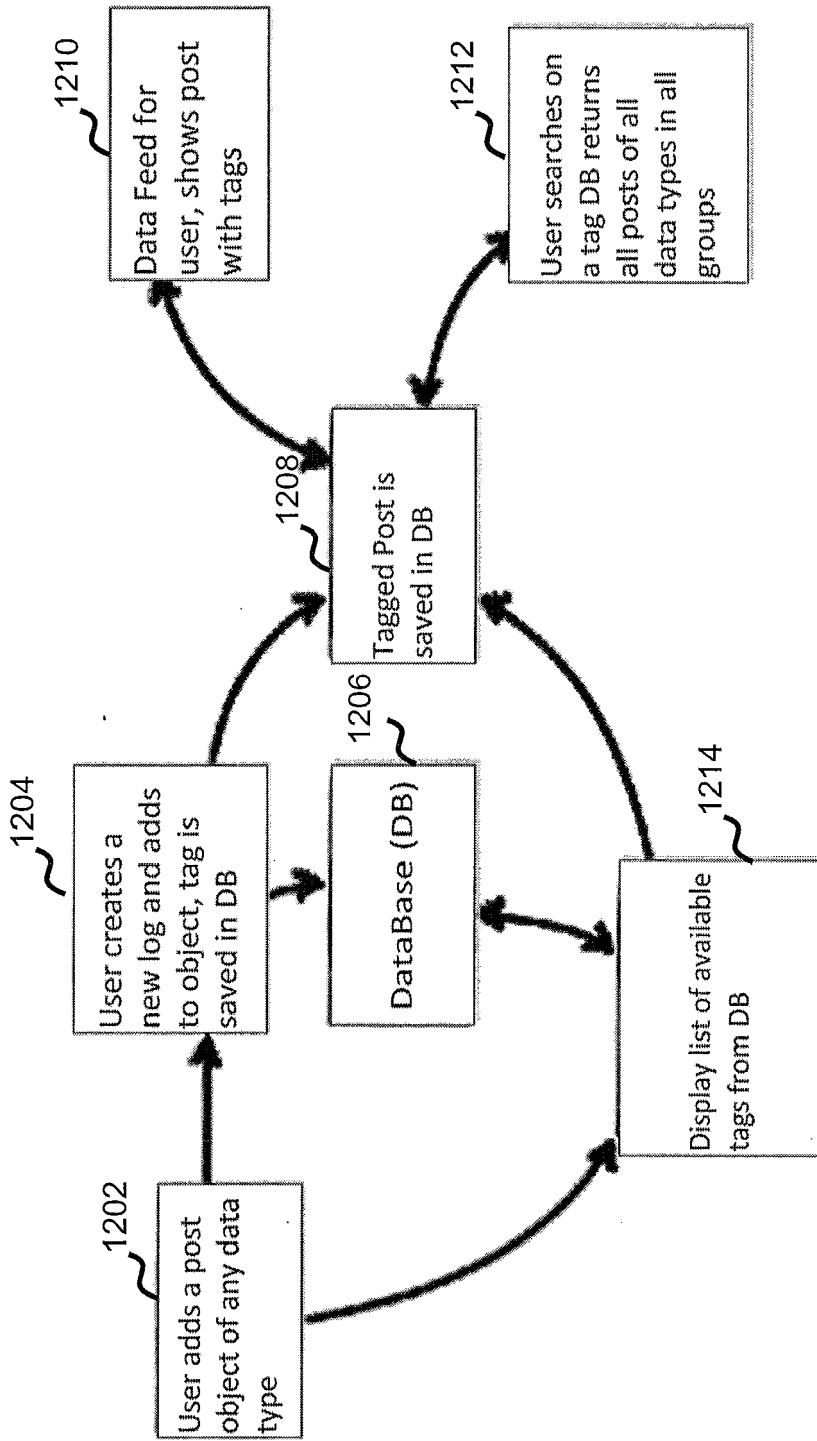 1202
User adds a post
object of any data
type
1204
User creates a
new log and adds
to object, tag is
saved in DB
1206
DataBase (DB)
1208
Tagged Post is
saved in DB
1210
Data Feed for
user, shows post
with tags
1212
User searches on
a tag DB returns
all posts of all
data types in all
groups
1214
Display list of available
tags from DB